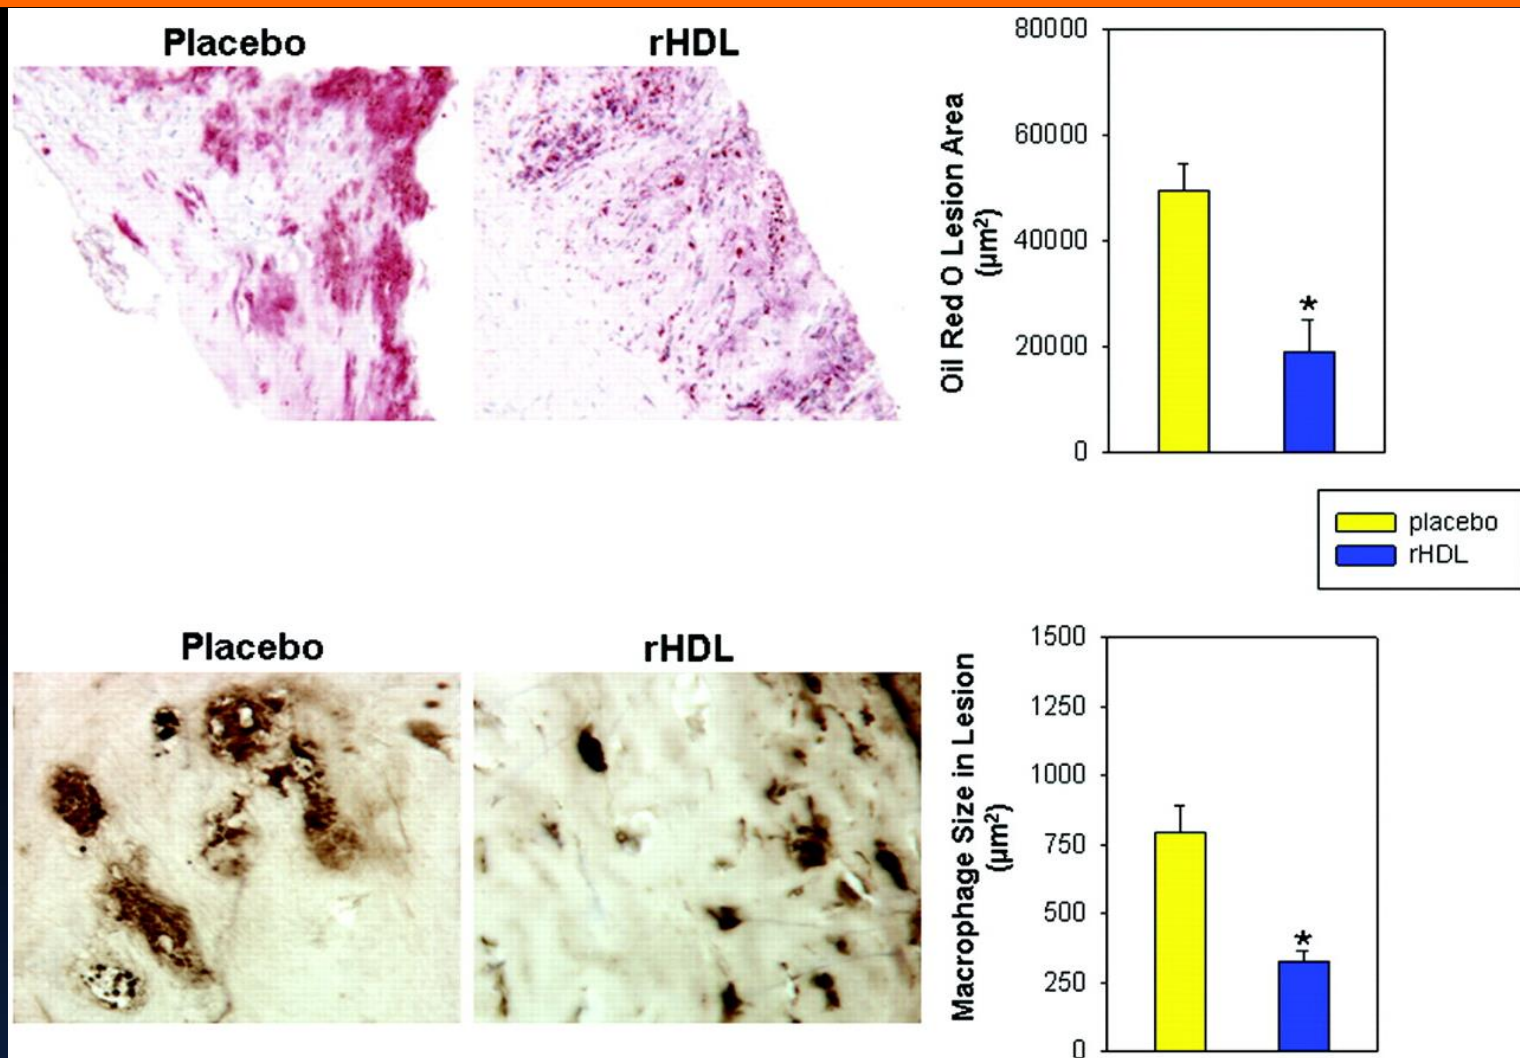 Placebo
rHDL
Oil Red O Lesion Area
(µm²)
80000
60000
40000
20000
0
*
placebo
rHDL
Placebo
rHDL
Macrophage Size in Lesion
(µm²)
1500
1250
1000
750
500
250
0
*